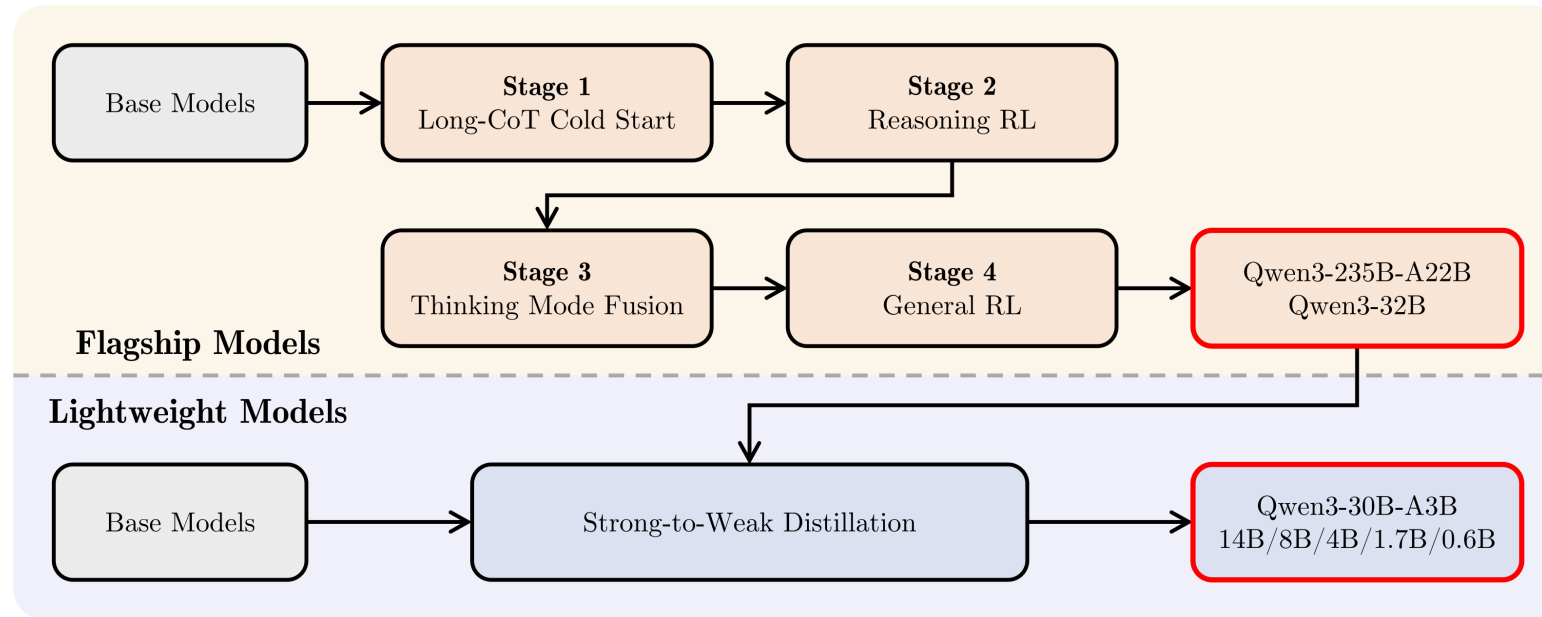 Base Models
Stage 1
Long-CoT Cold Start
Stage 2
Reasoning RL
Stage 3
Thinking Mode Fusion
Stage 4
General RL
Qwen3-235B-A22B
Qwen3-32B
Flagship Models
Lightweight Models
Base Models
Strong-to-Weak Distillation
Qwen3-30B-A3B
14B/8B/4B/1.7B/0.6B